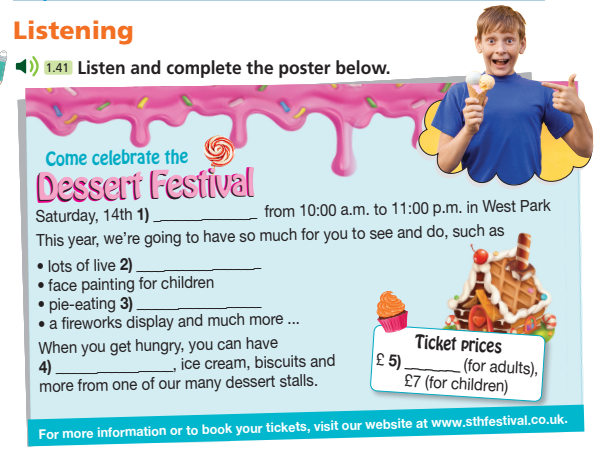 Listening
1.41 Listen and complete the poster below.
Come celebrate the
Dessert Festival
Saturday, 14th 1) ______________ from 10:00 a.m. to 11:00 p.m. in West Park
This year, we're going to have so much for you to see and do, such as
• lots of live 2) ________________
• face painting for children
• pie-eating 3) ________________
• a fireworks display and much more ...
When you get hungry, you can have
4) ________________, ice cream, biscuits and
more from one of our many dessert stalls.
Ticket prices
£ 5) ________ (for adults),
£7 (for children)
For more information or to book your tickets, visit our website at www.sthfestival.co.uk.